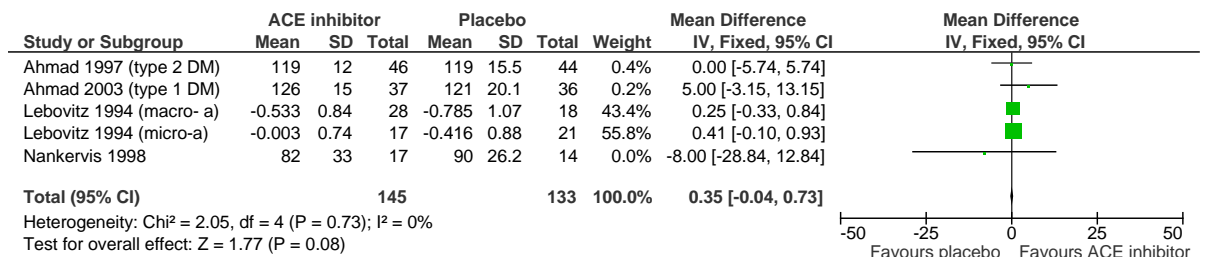 ACE inhibitor Placebo Mean Difference Mean Difference
Study or Subgroup Mean SD Total Mean SD Total Weight IV, Fixed, 95% CI IV, Fixed, 95% CI
Ahmad 1997 (type 2 DM) 119 12 46 119 15.5 44 0.4% 0.00 [-5.74, 5.74]
Ahmad 2003 (type 1 DM) 126 15 37 121 20.1 36 0.2% 5.00 [-3.15, 13.15]
Lebovitz 1994 (macro- a) -0.533 0.84 28 -0.785 1.07 18 43.4% 0.25 [-0.33, 0.84]
Lebovitz 1994 (micro-a) -0.003 0.74 17 -0.416 0.88 21 55.8% 0.41 [-0.10, 0.93]
Nankervis 1998 82 33 17 90 26.2 14 0.0% -8.00 [-28.84, 12.84]
Total (95% CI) 145 133 100.0% 0.35 [-0.04, 0.73]
Heterogeneity: Chi² = 2.05, df = 4 (P = 0.73); I² = 0%
Test for overall effect: Z = 1.77 (P = 0.08)
-50 -25 0 25 50
Favours placebo Favours ACE inhibitor